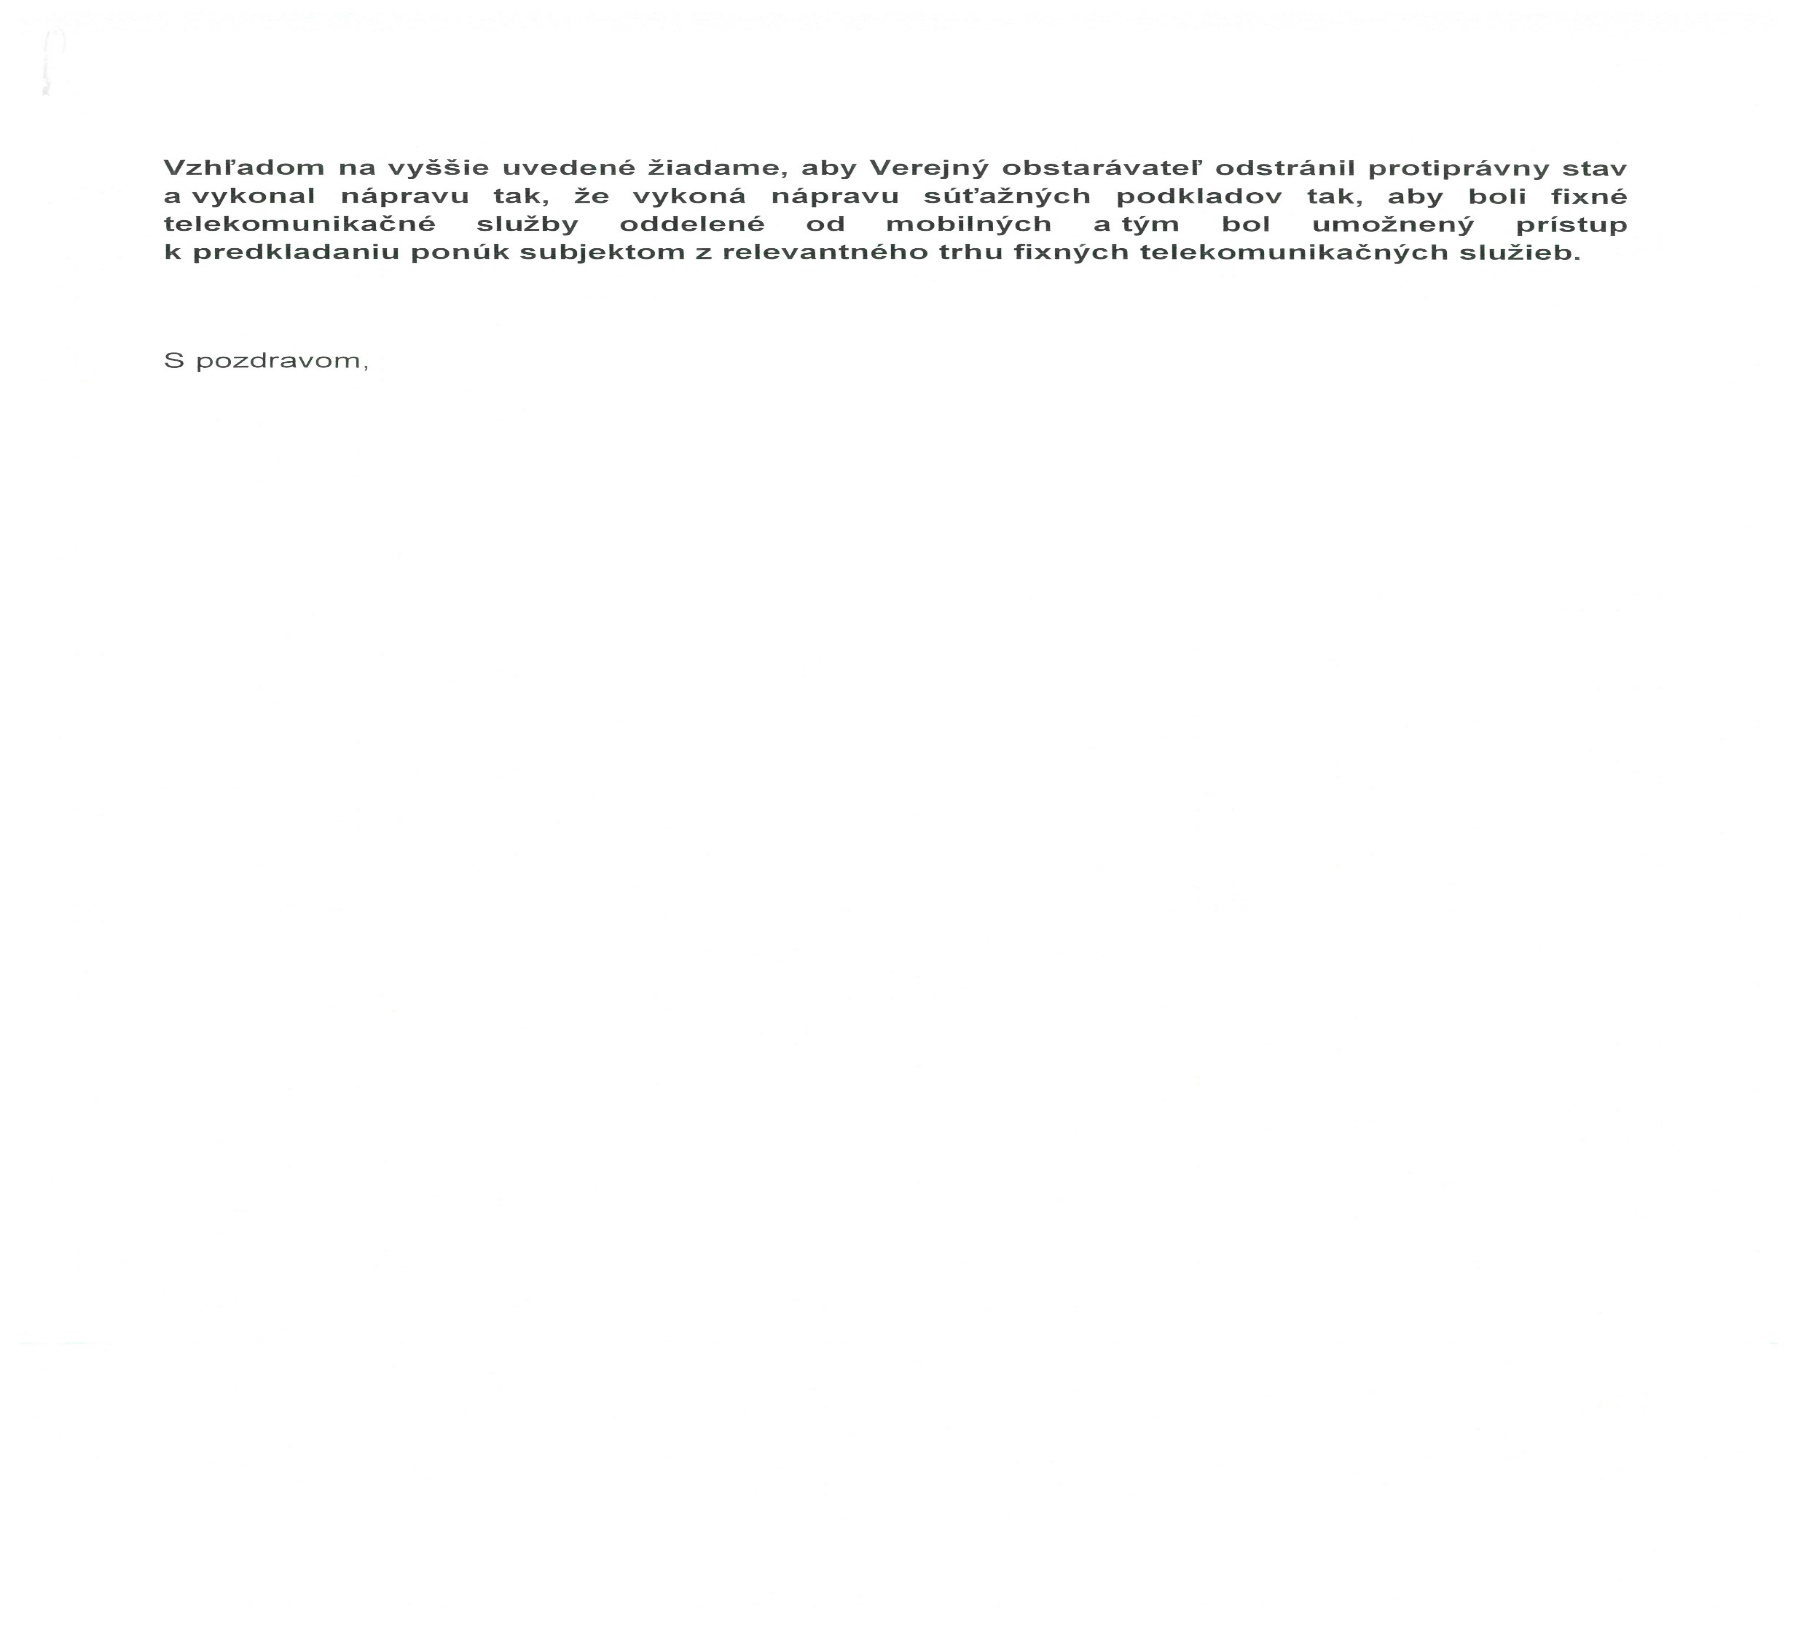 Vzhľadom na vyššie uvedené žiadame, aby Verejný obstarávateľ odstránil protiprávny stav
a vykonal nápravu tak, že vykoná nápravu súťažných podkladov tak, aby boli fixné
telekomunikačné služby oddelené od mobilných a tým bol umožnený prístup
k predkladaniu ponúk subjektom z relevantného trhu fixných telekomunikačných služieb.
S pozdravom,